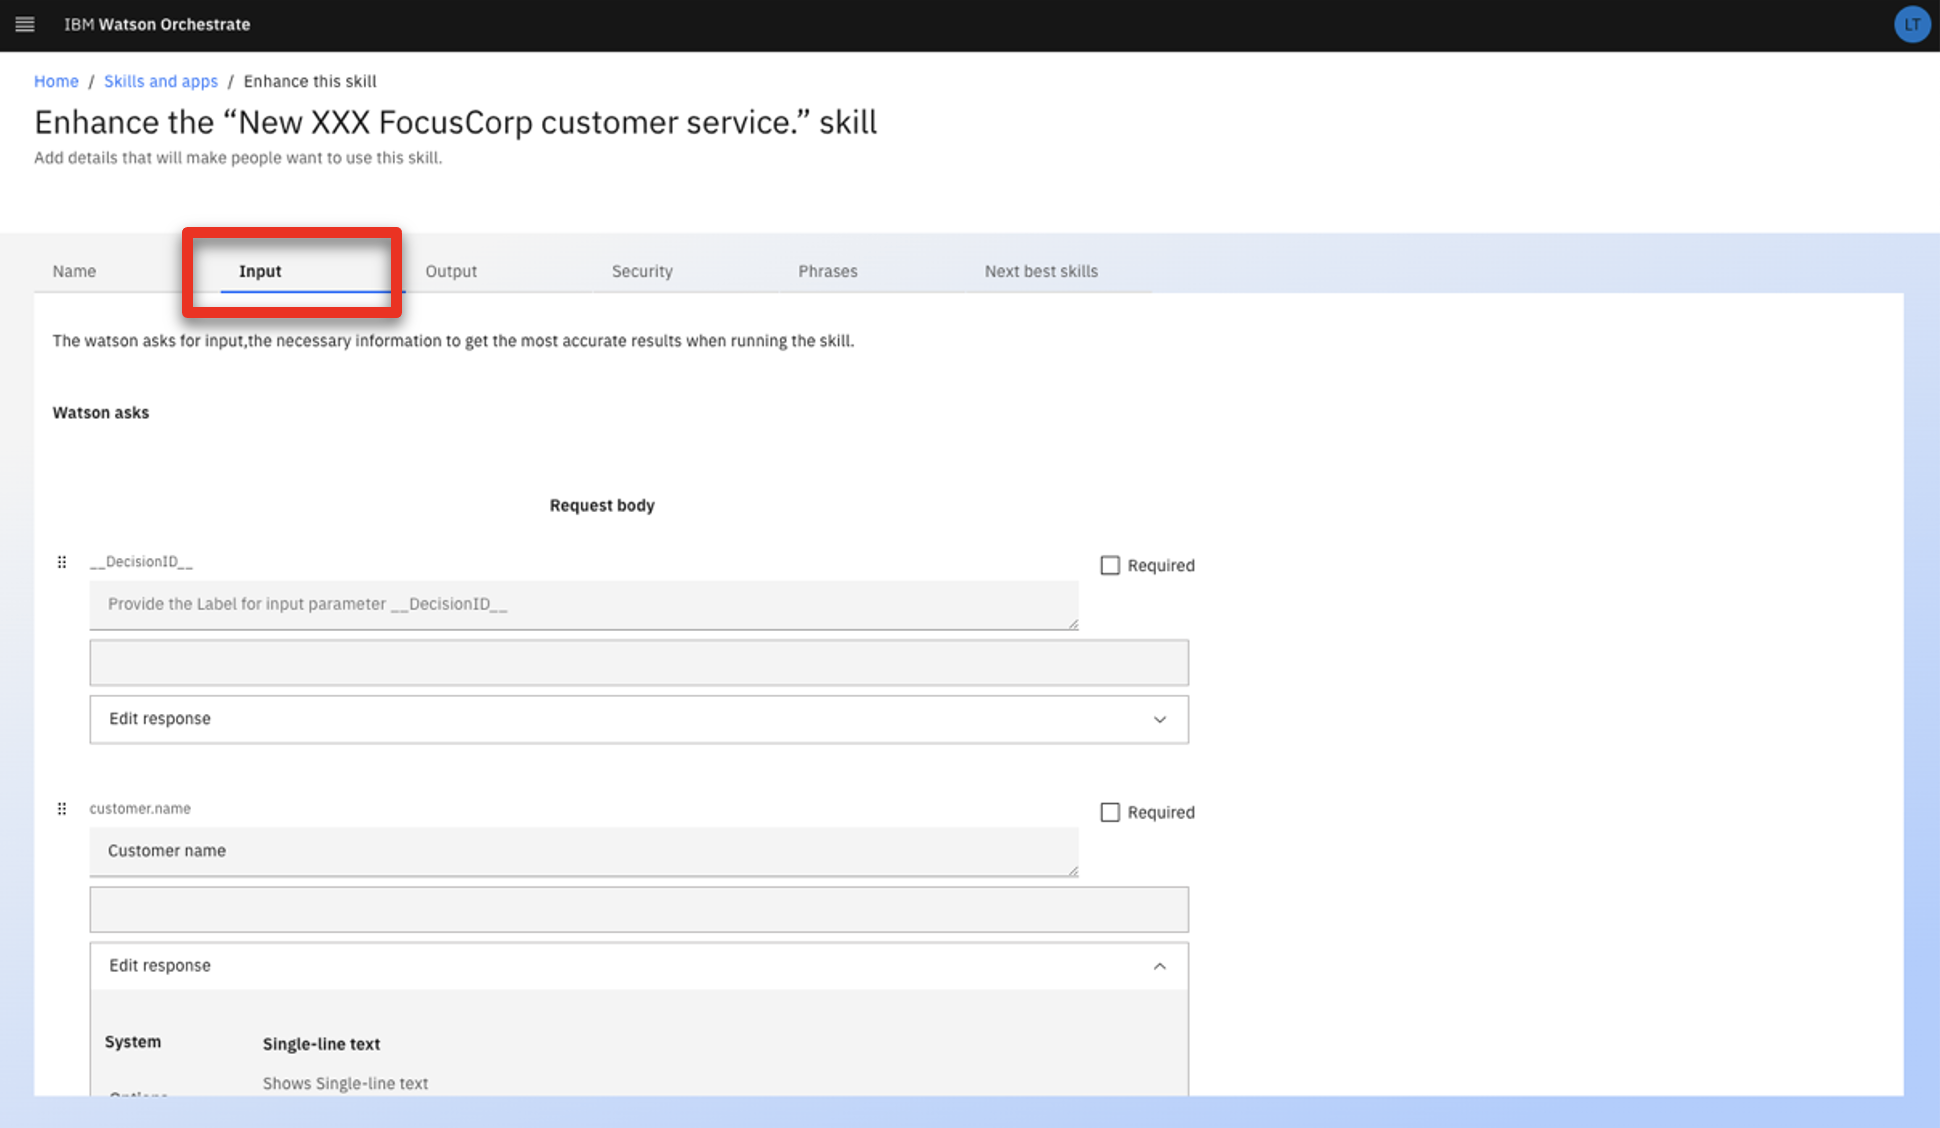 IBM Watson Orchestrate
LT
Home / Skills and apps / Enhance this skill
Enhance the “New XXX FocusCorp customer service.” skill
Add details that will make people want to use this skill.
Name Input Output Security Phrases Next best skills
The watson asks for input,the necessary information to get the most accurate results when running the skill.
Watson asks
Request body
__DecisionID__
Required
Provide the Label for input parameter __DecisionID__
Edit response
customer.name
Required
Customer name
Edit response
System
Single-line text
Shows Single-line text